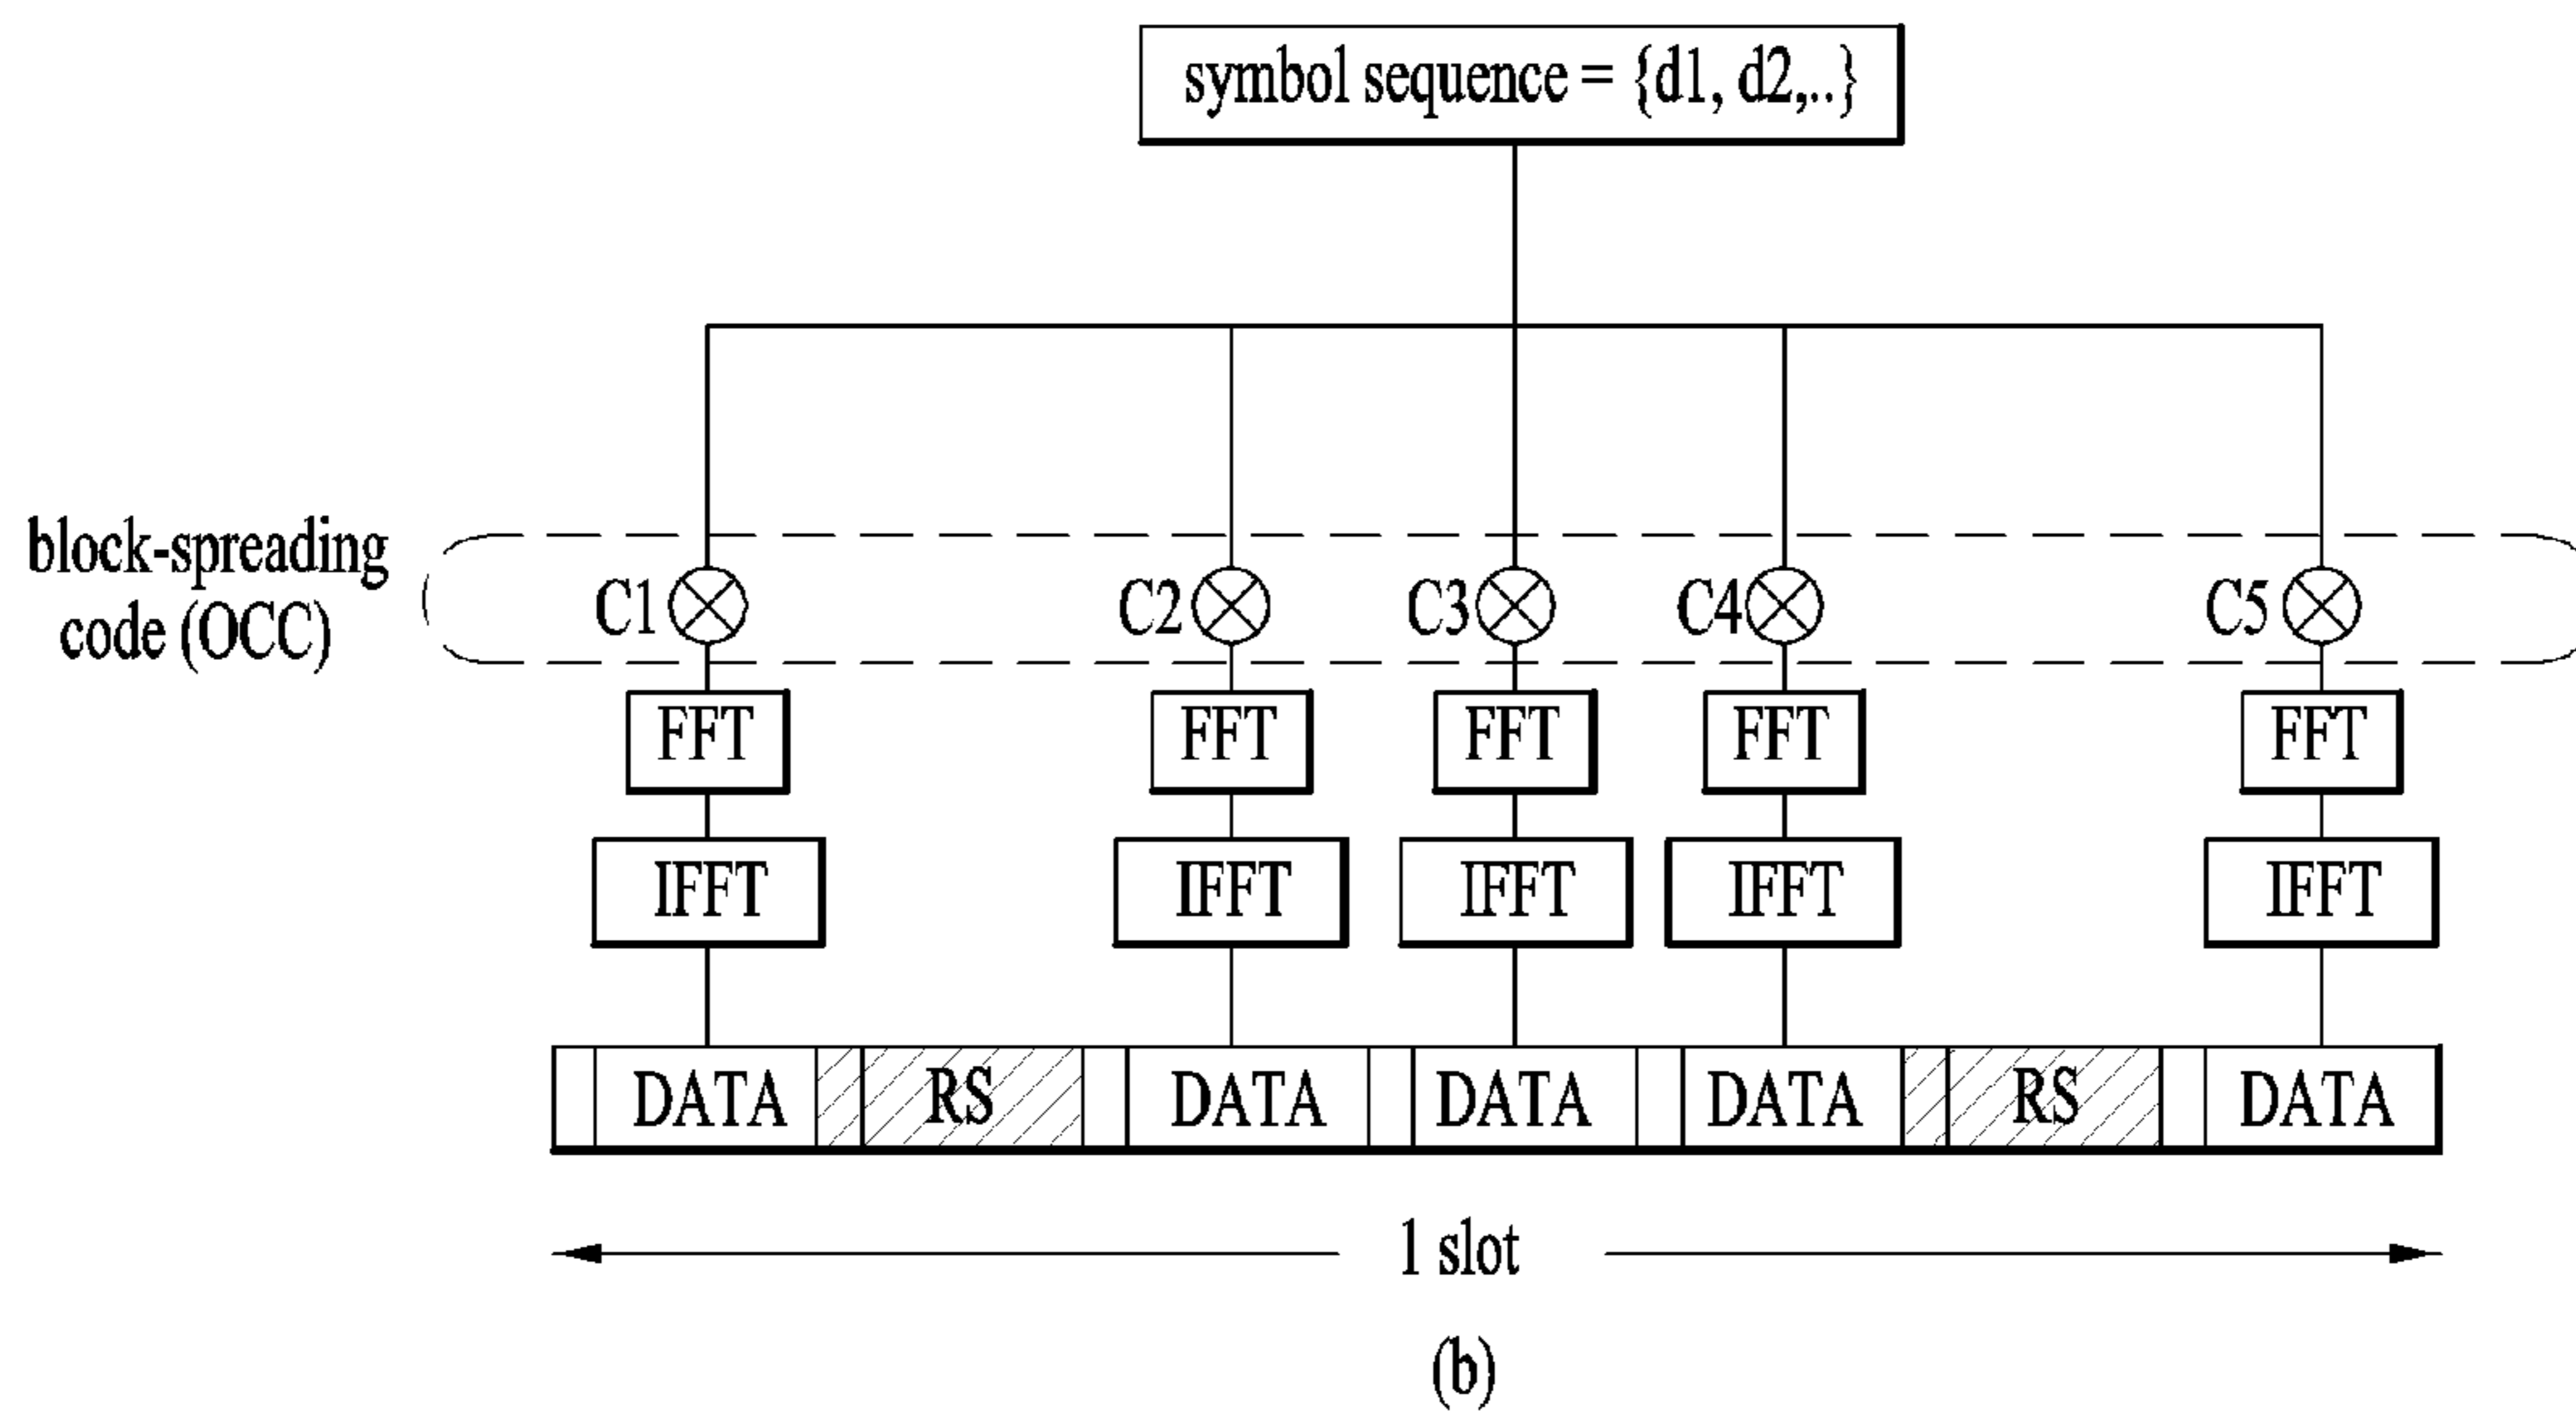 symbol sequence = {d1, d2,..}
block-spreading
code (OCC)
C1 C2 C3 C4 C5
FFT FFT FFT FFT FFT
IFFT IFFT IFFT IFFT IFFT
DATA RS DATA DATA DATA RS DATA
1 slot
(b)